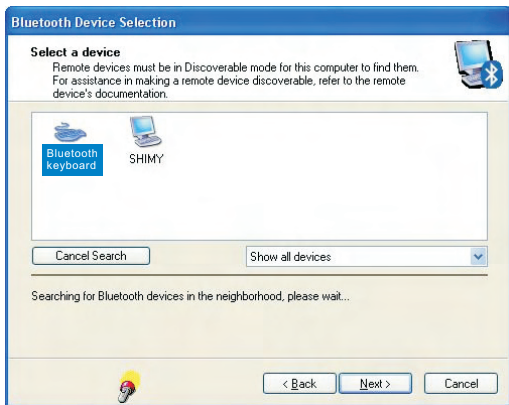 Bluetooth Device Selection
Select a device
Remote devices must be in Discoverable mode for this computer to find them.
For assistance in making a remote device discoverable, refer to the remote
device's documentation.
Bluetooth
keyboard
SHIMY
Cancel Search
Show all devices
Searching for Bluetooth devices in the neighborhood, please wait...
< Back
Next >
Cancel